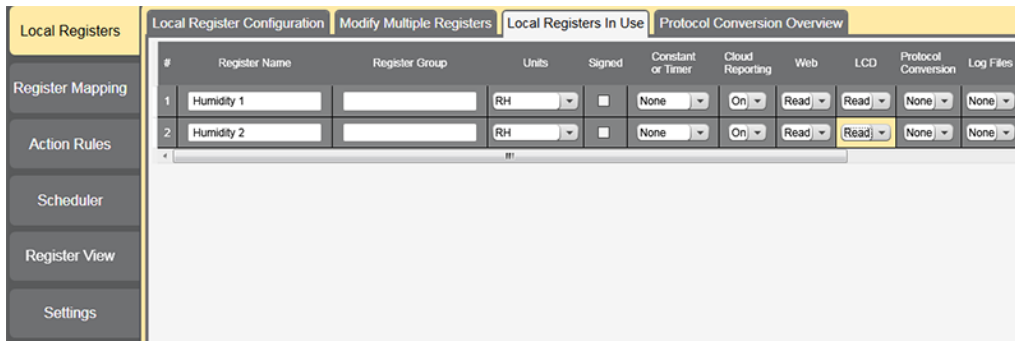 Local Registers
Register Mapping
Action Rules
Scheduler
Register View
Settings
Local Register Configuration Modify Multiple Registers Local Registers In Use Protocol Conversion Overview
# Register Name Register Group Units Signed Constant or Timer Cloud Reporting Web LCD Protocol Conversion Log Files
1 Humidity 1 RH None On Read Read None None
2 Humidity 2 RH None On Read Read None None